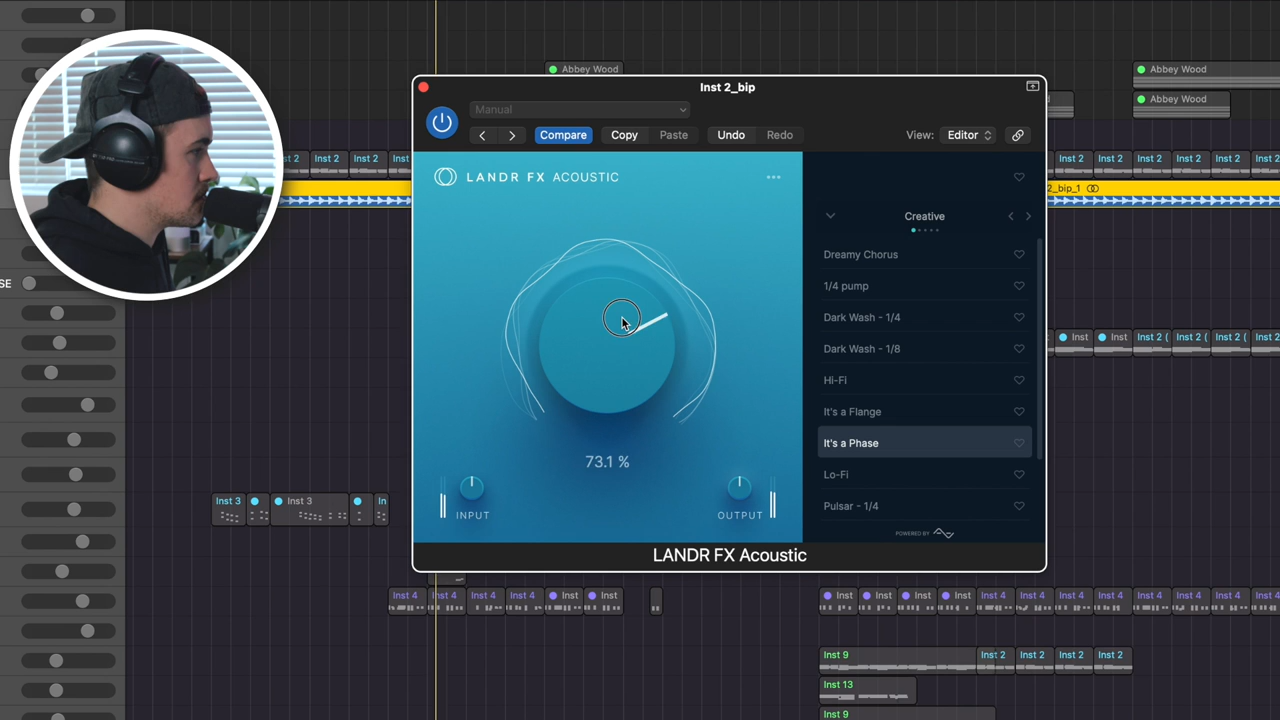 Abbey Wood
Abbey Wood
Abbey Wood
Inst 2_bip
Manual
Compare
Copy
Paste
Undo
Redo
View:
Editor
st 2
Inst 2
Inst 2
Inst
Inst 2
Inst 2
Inst 2
Inst 2
Inst 2
Inst 2
2_bip_1
LANDR FX ACOUSTIC
Creative
Dreamy Chorus
1/4 pump
Dark Wash - 1/4
Dark Wash - 1/8
HI-FI
It's a Flange
It's a Phase
Lo-Fi
Pulsar - 1/4
POWERED BY
73.1 %
INPUT
OUTPUT
LANDR FX Acoustic
SE
Inst
Inst
Inst 2 (
Inst 2 (
Inst 2 (
Inst 2
Inst 3
Inst 3
In
Inst 4
Inst 4
Inst 4
Inst 4
Inst
Inst
Inst
Inst
Inst
Inst
Inst 4
Inst 4
Inst 4
Inst 4
Inst 4
Inst 4
Inst 4
Inst 4
Inst 9
Inst 2
Inst 2
Inst 2
Inst 2
Inst 13
Inst 9